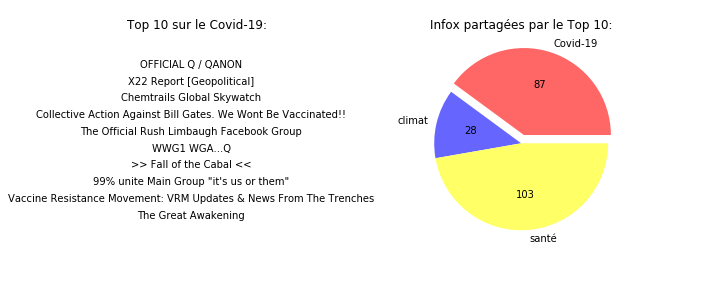 Top 10 sur le Covid-19:
OFFICIAL Q / QANON
X22 Report [Geopolitical]
Chemtrails Global Skywatch
Collective Action Against Bill Gates. We Wont Be Vaccinated!!
The Official Rush Limbaugh Facebook Group
WWG1 WGA...Q
>> Fall of the Cabal <<
99% unite Main Group "it's us or them"
Vaccine Resistance Movement: VRM Updates & News From The Trenches
The Great Awakening
Infox partagées par le Top 10:
Covid-19
87
climat
28
103
santé